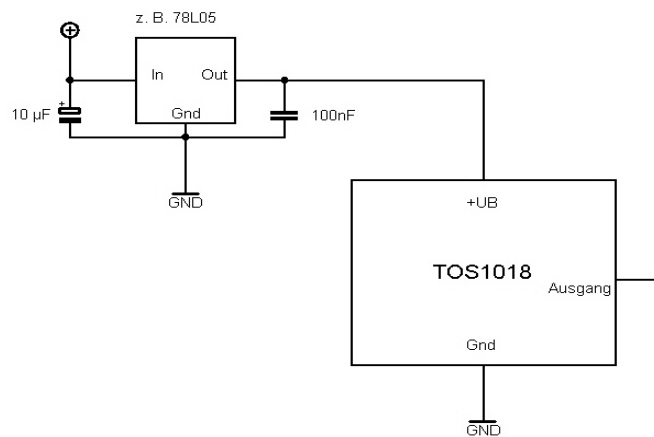 z. B. 78L05
In
Out
+
10 µF
Gnd
100nF
GND
+UB
TOS1018
Ausgang
Gnd
GND